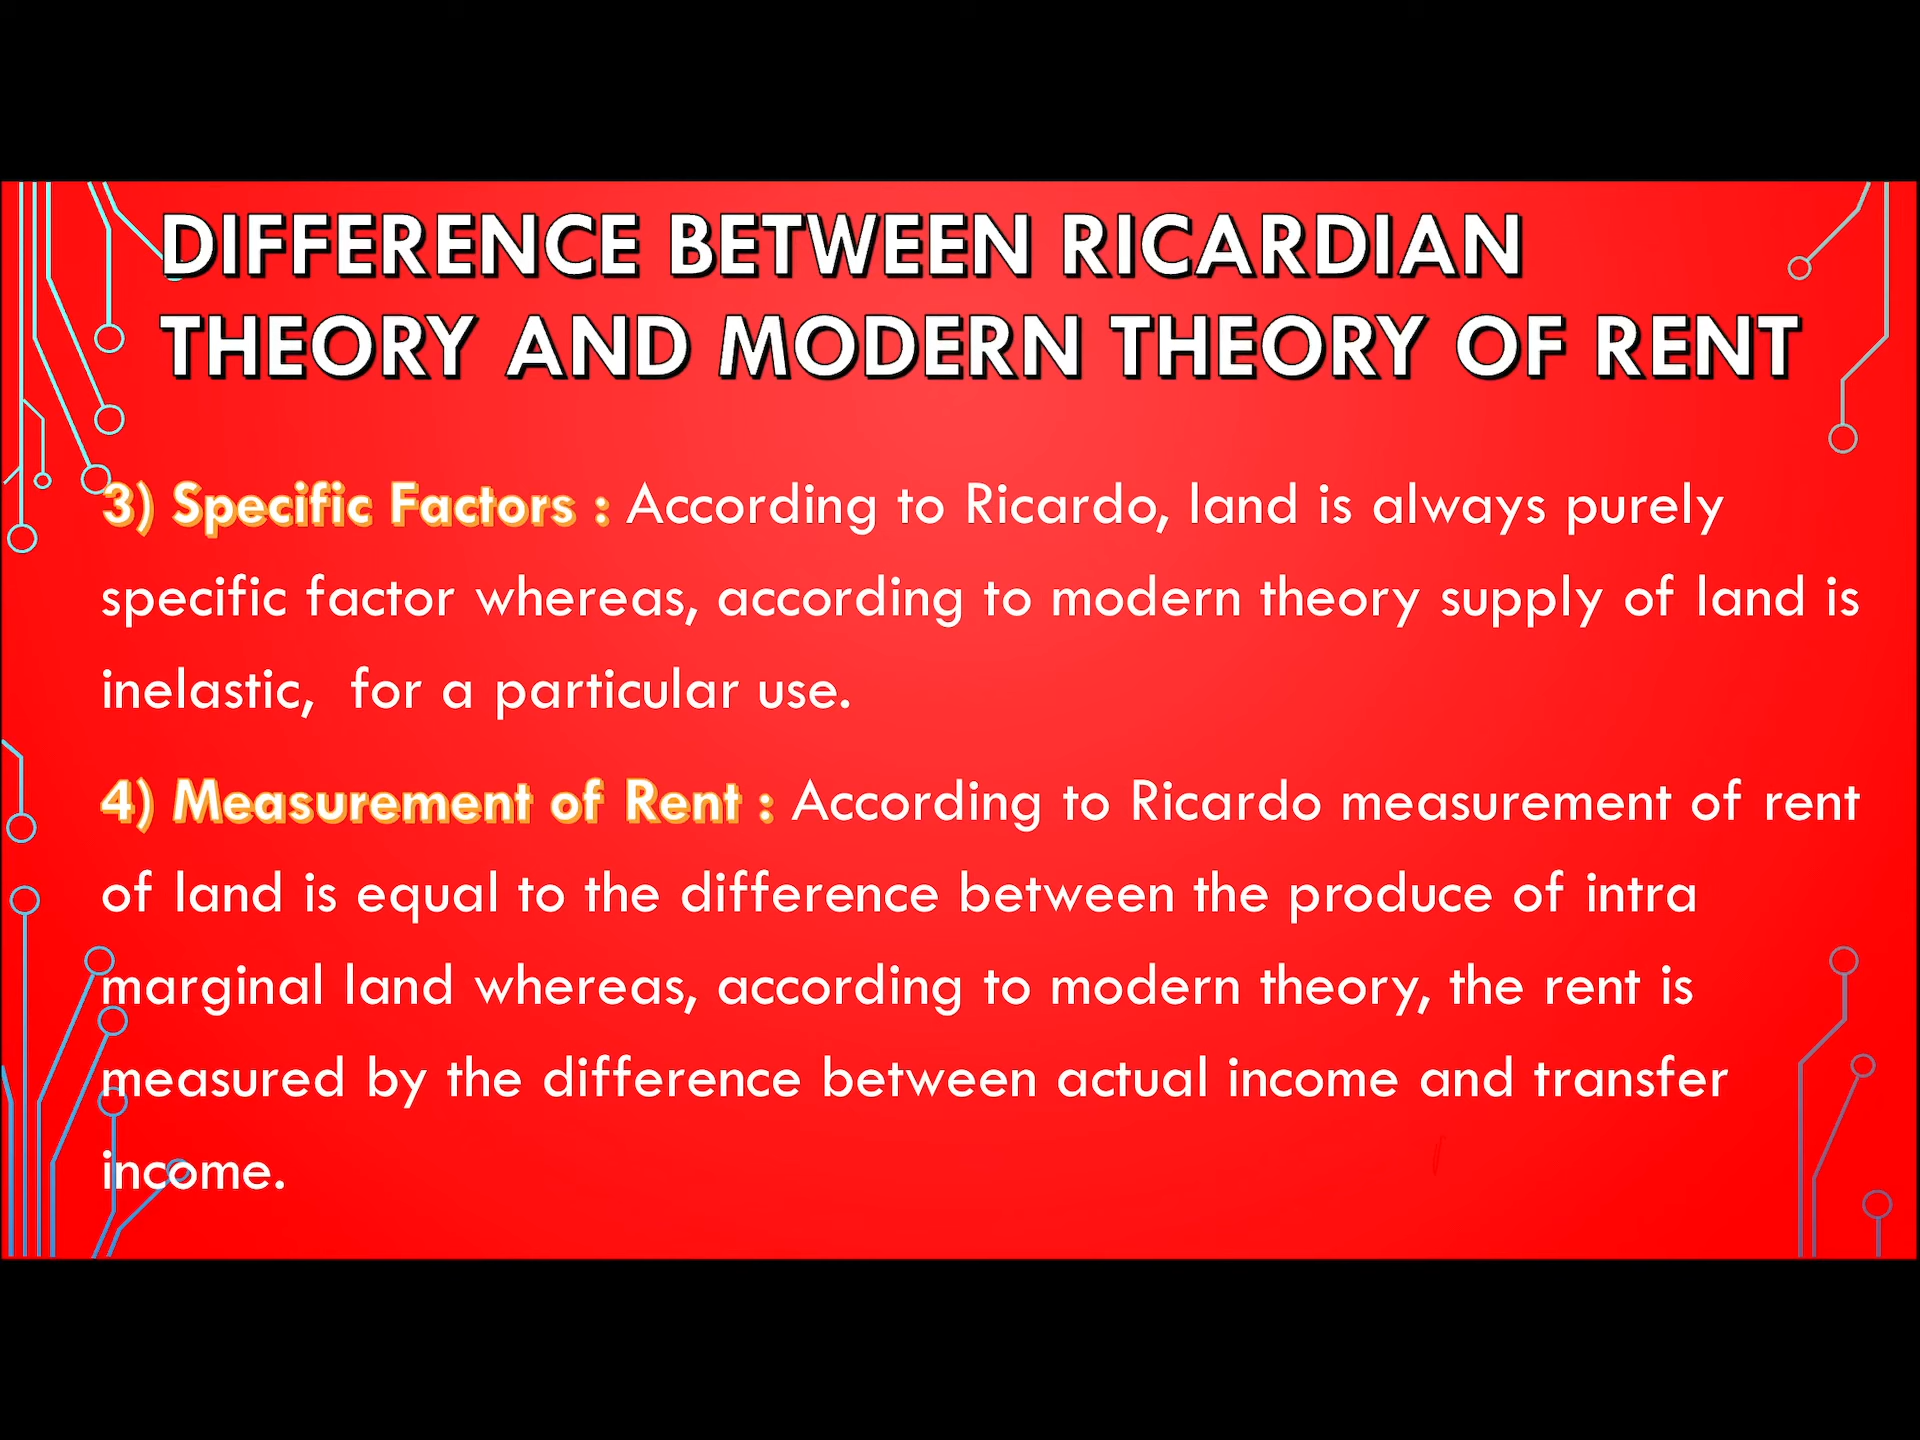 DIFFERENCE BETWEEN RICARDIAN
THEORY AND MODERN THEORY OF RENT
3) Specific Factors : According to Ricardo, land is always purely
specific factor whereas, according to modern theory supply of land is
inelastic,  for a particular use.
4) Measurement of Rent : According to Ricardo measurement of rent
of land is equal to the difference between the produce of intra
marginal land whereas, according to modern theory, the rent is
measured by the difference between actual income and transfer
income.